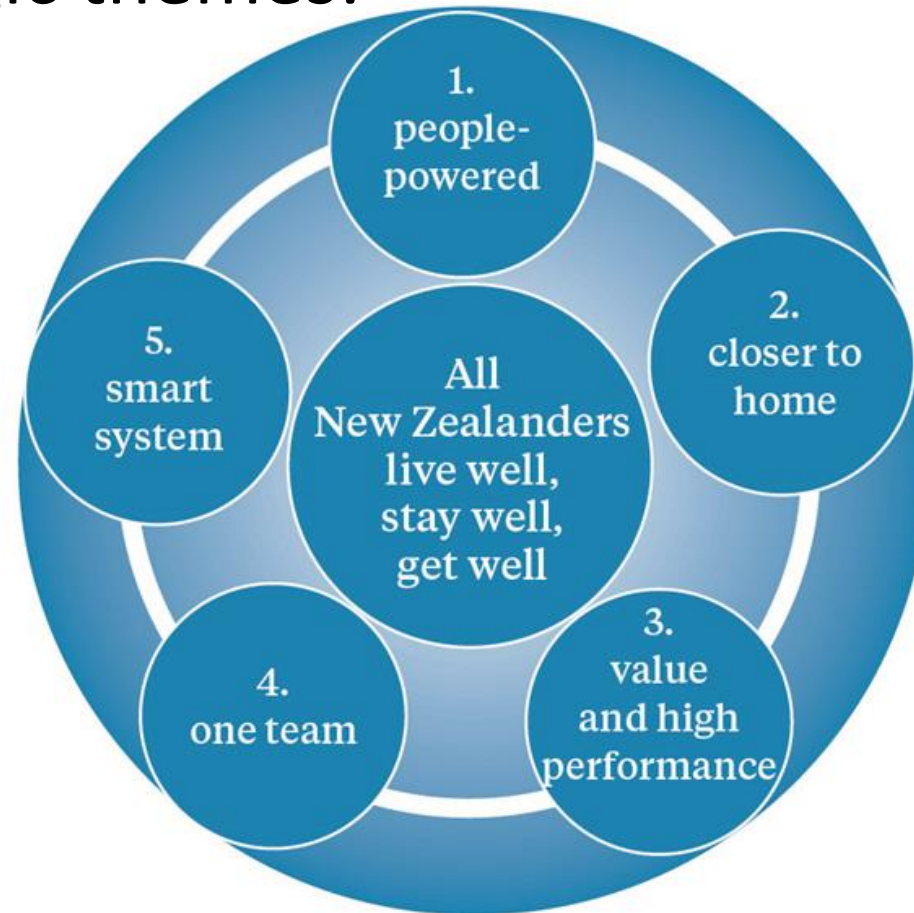 themes:
1.
people-
powered
2.
closer to
home
3.
value
and high
performance
4.
one team
5.
smart
system
All
New Zealanders
live well,
stay well,
get well